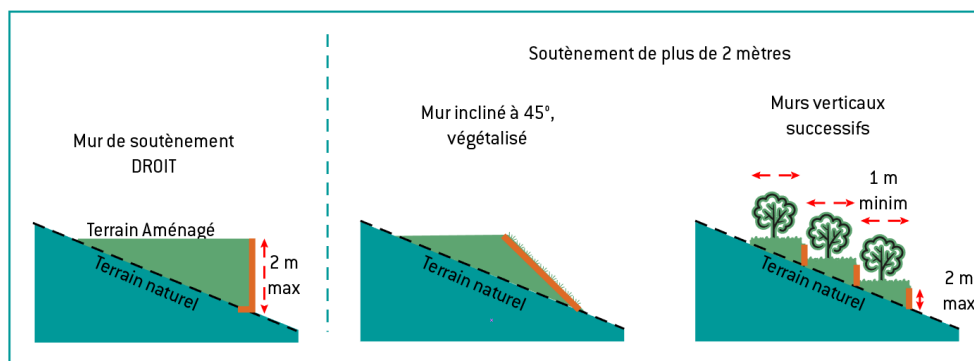 Soutènement de plus de 2 mètres
Mur de soutènement
DROIT
Terrain Aménagé
Terrain naturel
2 m
max
Mur incliné à 45°,
végétalisé
Terrain naturel
Murs verticaux
successifs
1 m
minim
Terrain naturel
2 m
max